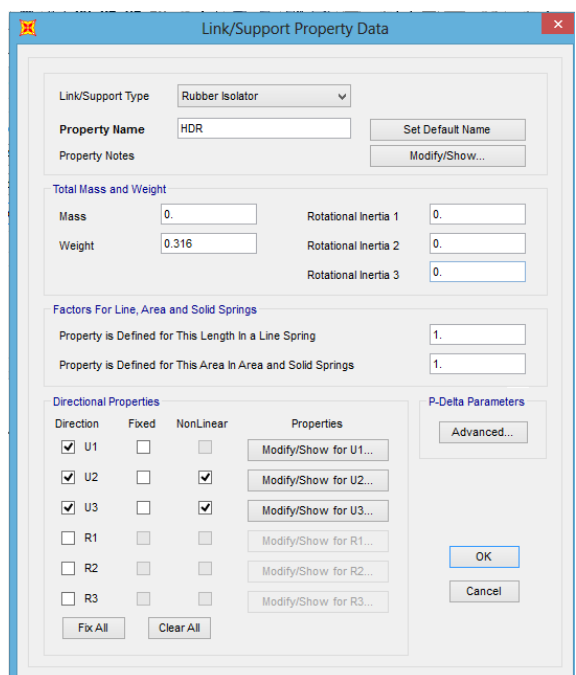 Link/Support Property Data
Link/Support Type Rubber Isolator
Property Name HDR Set Default Name
Property Notes Modify/Show...
Total Mass and Weight
Mass 0. Rotational Inertia 1 0.
Weight 0.316 Rotational Inertia 2 0.
Rotational Inertia 3 0.
Factors For Line, Area and Solid Springs
Property is Defined for This Length In a Line Spring 1.
Property is Defined for This Area In Area and Solid Springs 1.
Directional Properties P-Delta Parameters
Direction Fixed NonLinear Properties Advanced...
U1 Modify/Show for U1...
U2 Modify/Show for U2...
U3 Modify/Show for U3...
R1 Modify/Show for R1...
R2 Modify/Show for R2... OK
R3 Modify/Show for R3... Cancel
Fix All Clear All